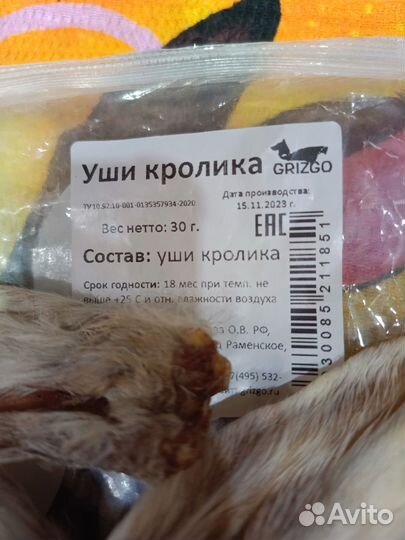 Уши кролика
GRIZGO
ТУ10.92.10-001-0135357934-2020
Дата производства:
15.11.2023 г.
Вес нетто: 30 г.
EAC
Состав: уши кролика
Срок годности: 18 мес при темп. не
выше +25 С и отн. влажности воздуха
О.В. РФ,
Раменское,
(495) 532-
grizgo.ru
30085 211851
Avito